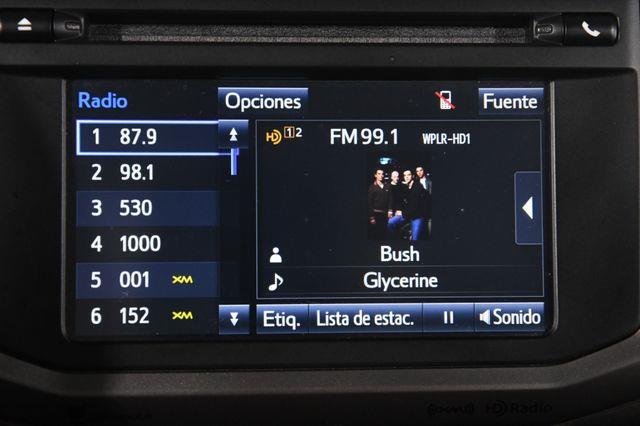 Radio Opciones Fuente
1 87.9
2 98.1
3 530
4 1000
5 001 XM
6 152 XM
HD 1 2 FM 99.1 WPLR-HD1
Bush
Glycerine
Etiq. Lista de estac. Sonido
((XM)) HD Radio